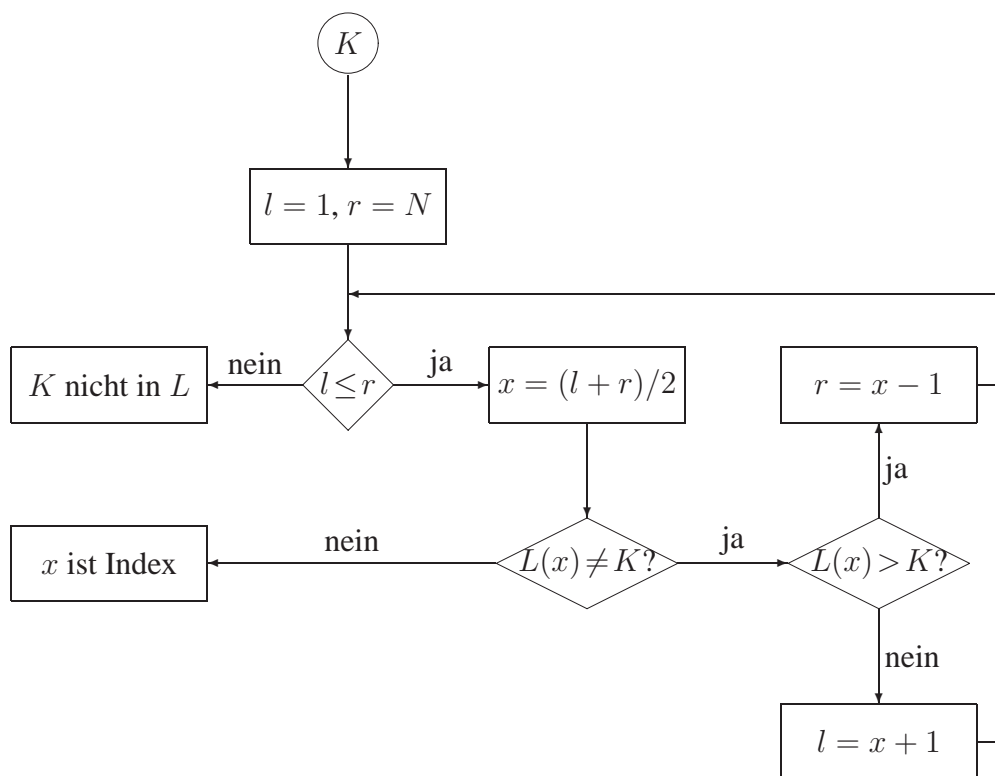 K
l = 1, r = N
nein
ja
K nicht in L
l ≤ r
x = (l + r)/2
r = x − 1
ja
nein
ja
x ist Index
L(x) ≠ K?
L(x) > K?
nein
l = x + 1